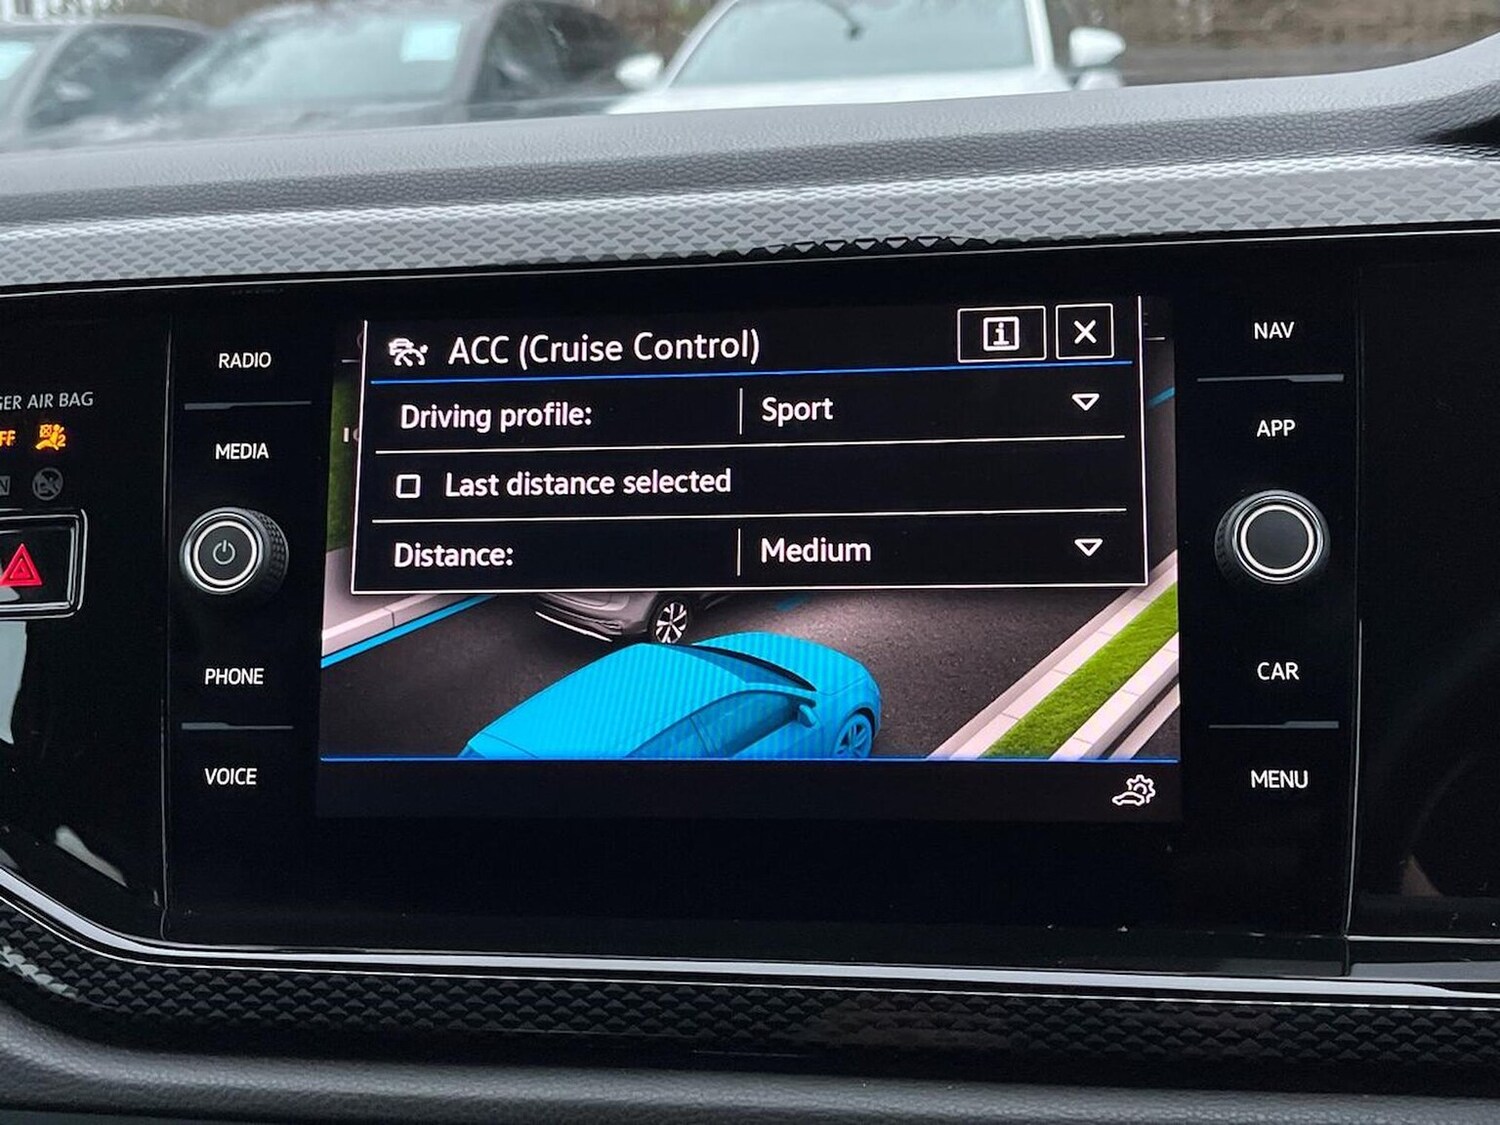 RADIO
MEDIA
PHONE
VOICE
AIR BAG
ACC (Cruise Control)
i
Driving profile:
Sport
Last distance selected
Distance:
Medium
NAV
APP
CAR
MENU